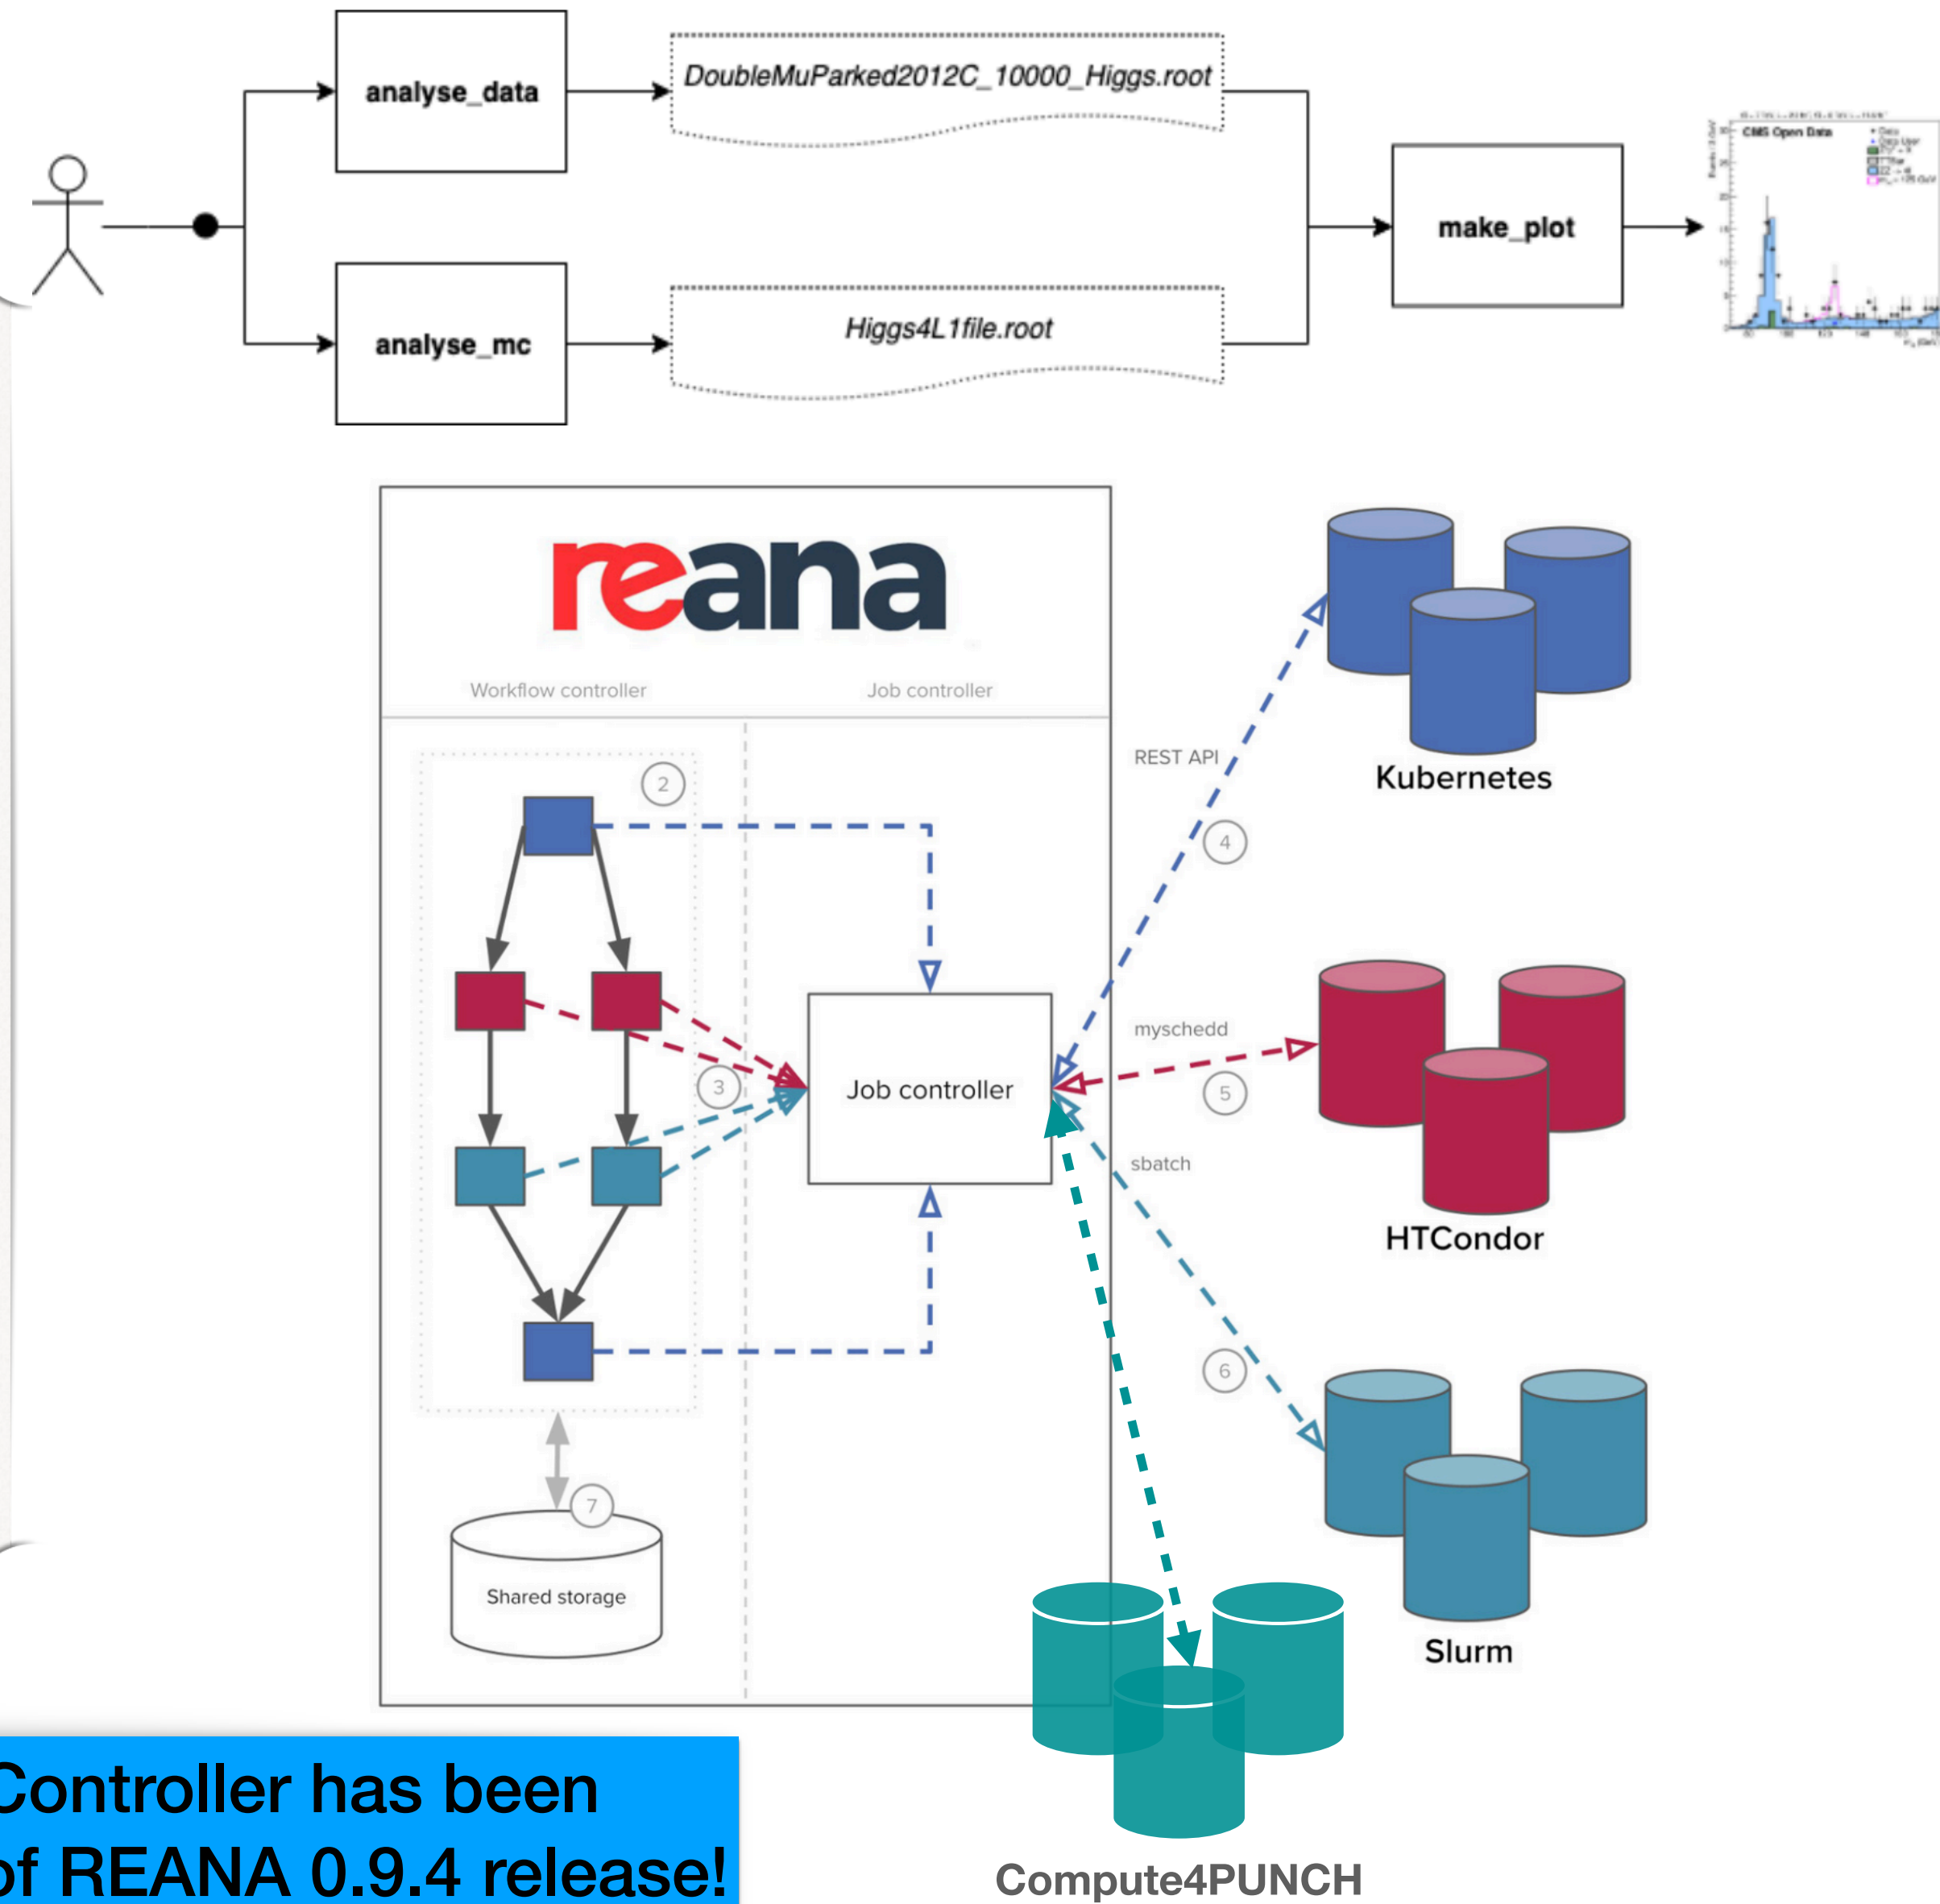 analyse_data
DoubleMuParked2012C_10000_Higgs.root
analyse_mc
Higgs4L1file.root
make_plot
CMS Open Data
reana
Workflow controller
Job controller
2
3
Job controller
REST API
4
Kubernetes
myschedd
5
HTCondor
sbatch
6
Slurm
7
Shared storage
Controller has been
of REANA 0.9.4 release!
Compute4PUNCH